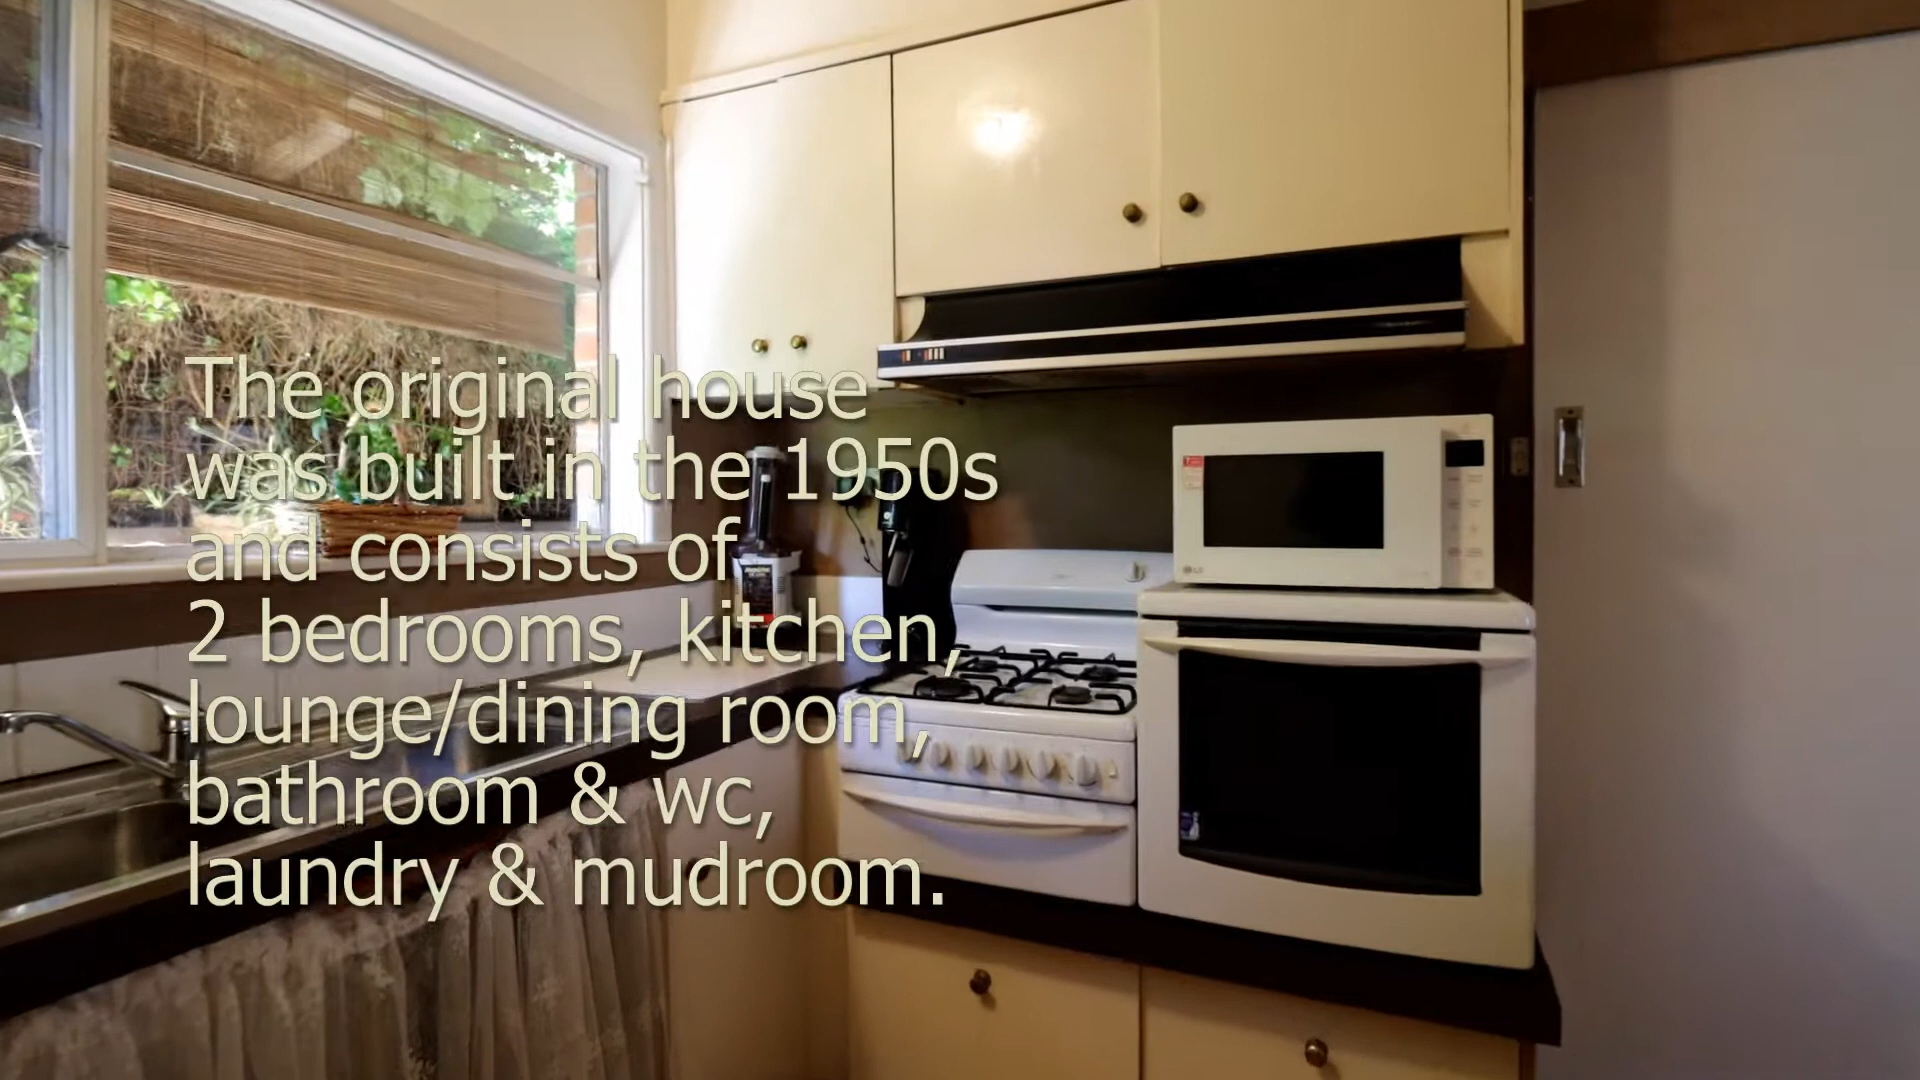 The original house
was built in the 1950s
and consists of
2 bedrooms, kitchen,
lounge/dining room,
bathroom & wc,
laundry & mudroom.
LG